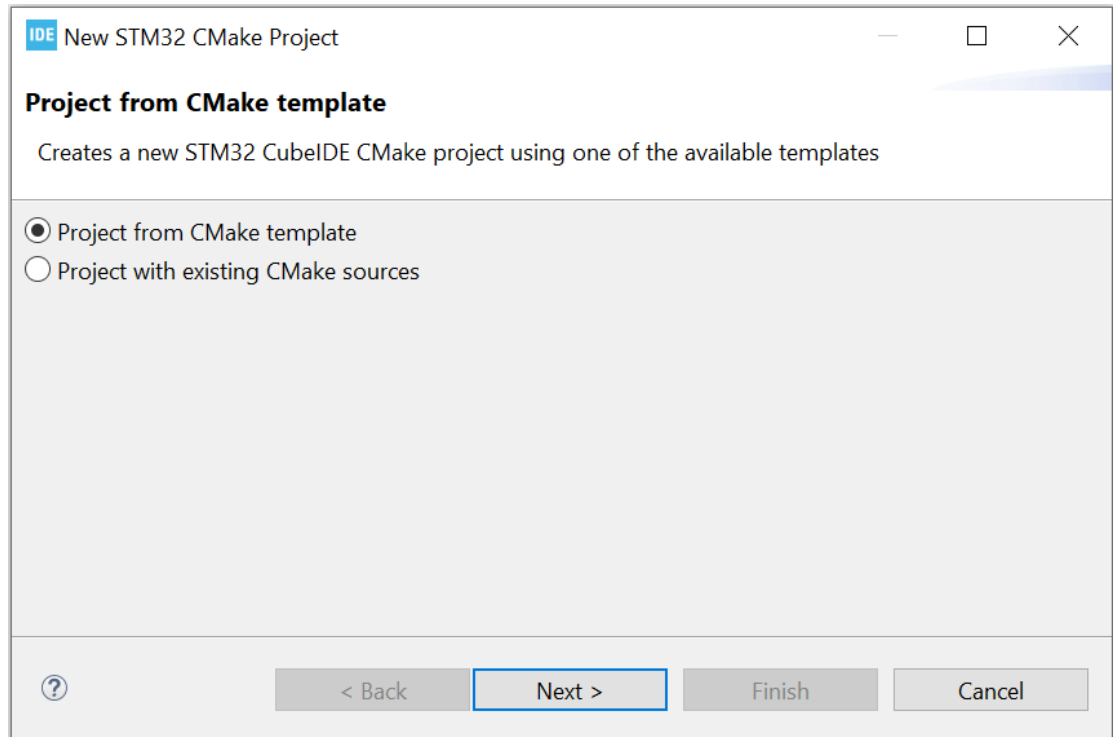 IDE New STM32 CMake Project
Project from CMake template
Creates a new STM32 CubeIDE CMake project using one of the available templates
Project from CMake template
Project with existing CMake sources
? < Back Next > Finish Cancel